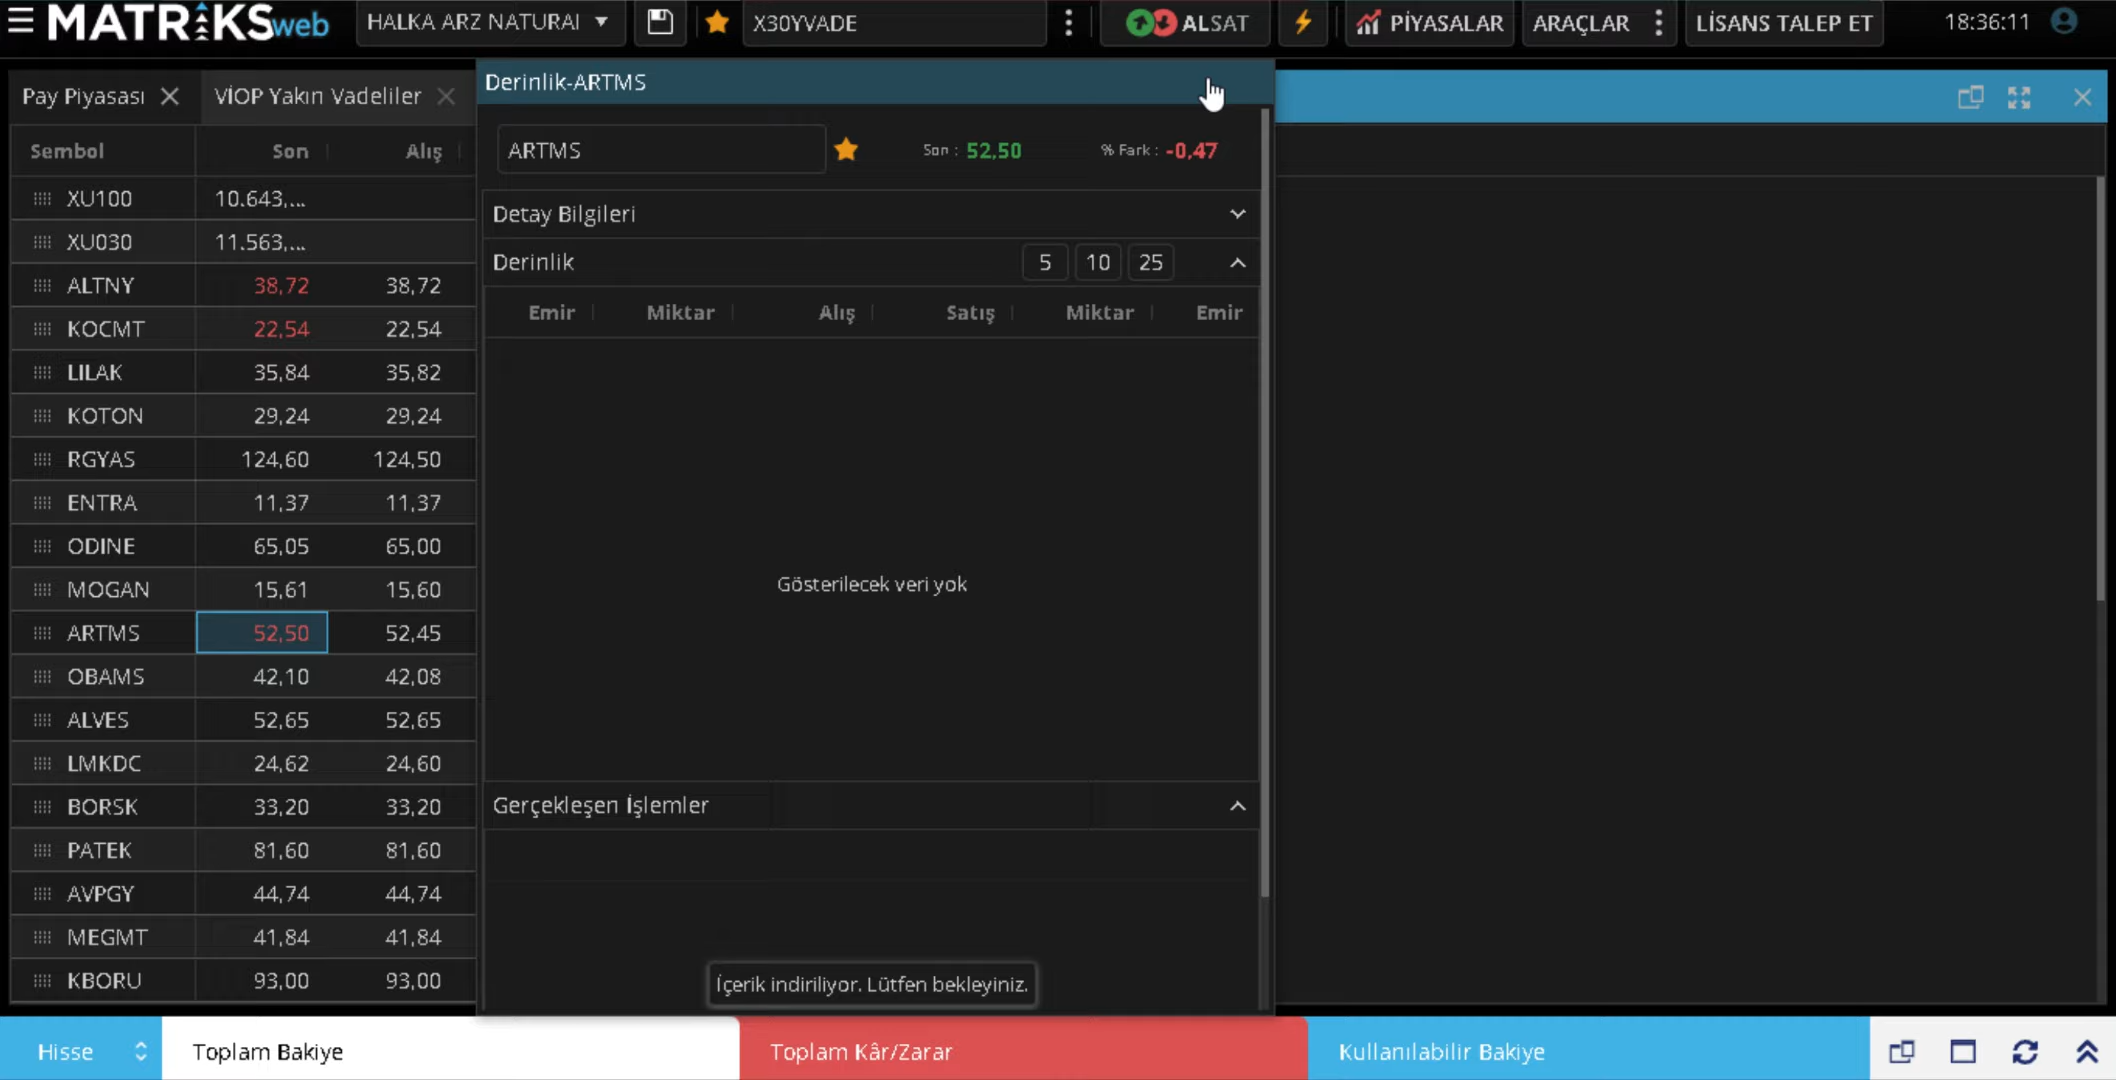 MATRİKSweb HALKA ARZ NATURAl X30YVADE ALSAT PİYASALAR ARAÇLAR LİSANS TALEP ET 18:36:11
Pay Piyasası VİOP Yakın Vadeliler
Sembol Son Alış
XU100 10.643,...
XU030 11.563,...
ALTNY 38,72 38,72
KOCMT 22,54 22,54
LILAK 35,84 35,82
KOTON 29,24 29,24
RGYAS 124,60 124,50
ENTRA 11,37 11,37
ODINE 65,05 65,00
MOGAN 15,61 15,60
ARTMS 52,50 52,45
OBAMS 42,10 42,08
ALVES 52,65 52,65
LMKDC 24,62 24,60
BORSK 33,20 33,20
PATEK 81,60 81,60
AVPGY 44,74 44,74
MEGMT 41,84 41,84
KBORU 93,00 93,00
Derinlik-ARTMS
ARTMS Son : 52,50 % Fark : -0,47
Detay Bilgileri
Derinlik 5 10 25
Emir Miktar Alış Satış Miktar Emir
Gösterilecek veri yok
Gerçekleşen İşlemler
İçerik indiriliyor. Lütfen bekleyiniz.
Hisse Toplam Bakiye Toplam Kâr/Zarar Kullanılabilir Bakiye